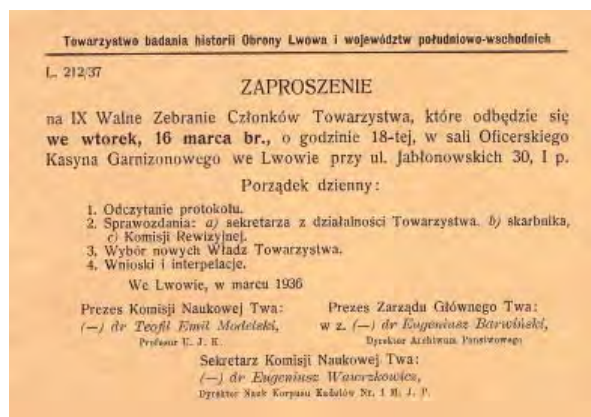 Towarzystwo badania historii Obrony Lwowa i województw południowo-wschodnich
L. 212/37
ZAPROSZENIE
na IX Walne Zebranie Członków Towarzystwa, które odbędzie się
we wtorek, 16 marca br., o godzinie 18-tej, w sali Oficerskiego
Kasyna Garnizonowego we Lwowie przy ul. Jabłonowskich 30, I p.
Porządek dzienny:
1. Odczytanie protokołu.
2. Sprawozdania: a) sekretarza z działalności Towarzystwa. b) skarbnika,
c) Komisji Rewizyjnej.
3. Wybór nowych Władz Towarzystwa.
4. Wnioski i interpelacje.
We Lwowie, w marcu 1936
Prezes Komisji Naukowej Twa: Prezes Zarządu Głównego Twa:
(—) dr Teofil Emil Modelski, w z. (—) dr Eugeniusz Barwiński,
Profesor U. J. K. Dyrektor Archiwum Państwowego
Sekretarz Komisji Naukowej Twa:
(—) dr Eugeniusz Wawrzkowicz,
Dyrektor Nauk Korpusu Kadetów Nr. 1 M. J. P.